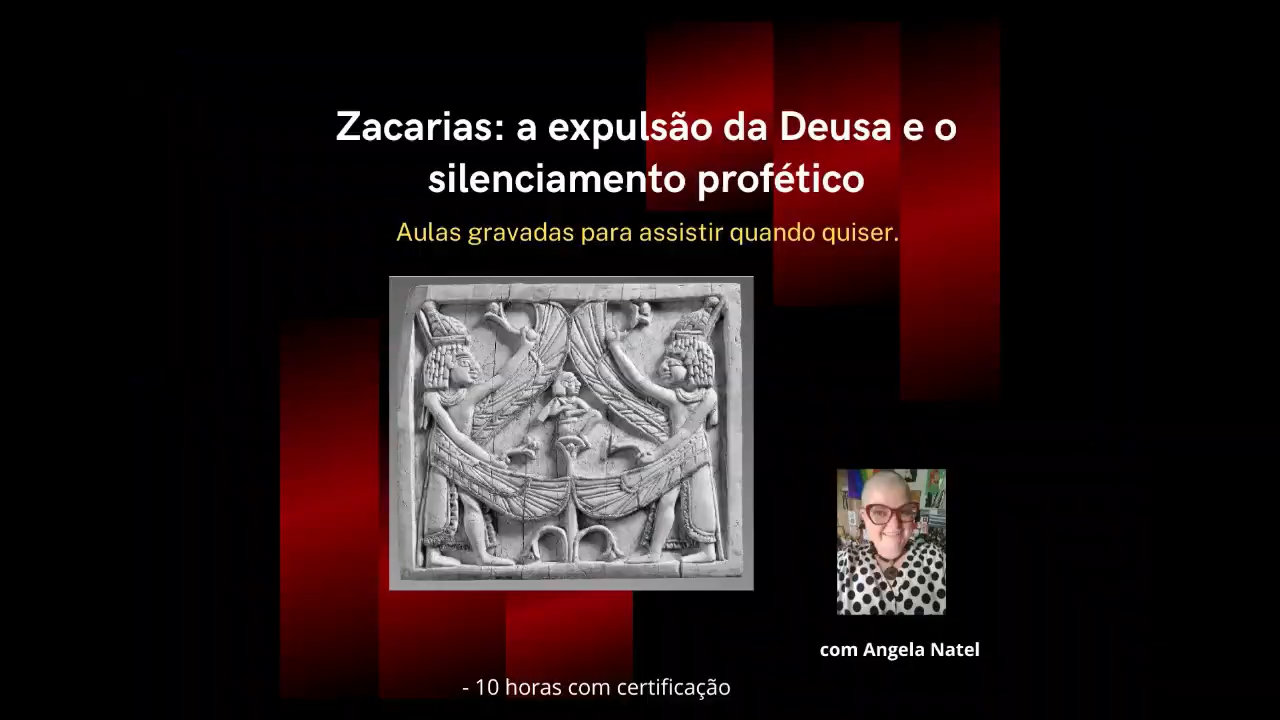 Zacarias: a expulsão da Deusa e o
silenciamento profético
Aulas gravadas para assistir quando quiser.
com Angela Natel
- 10 horas com certificação